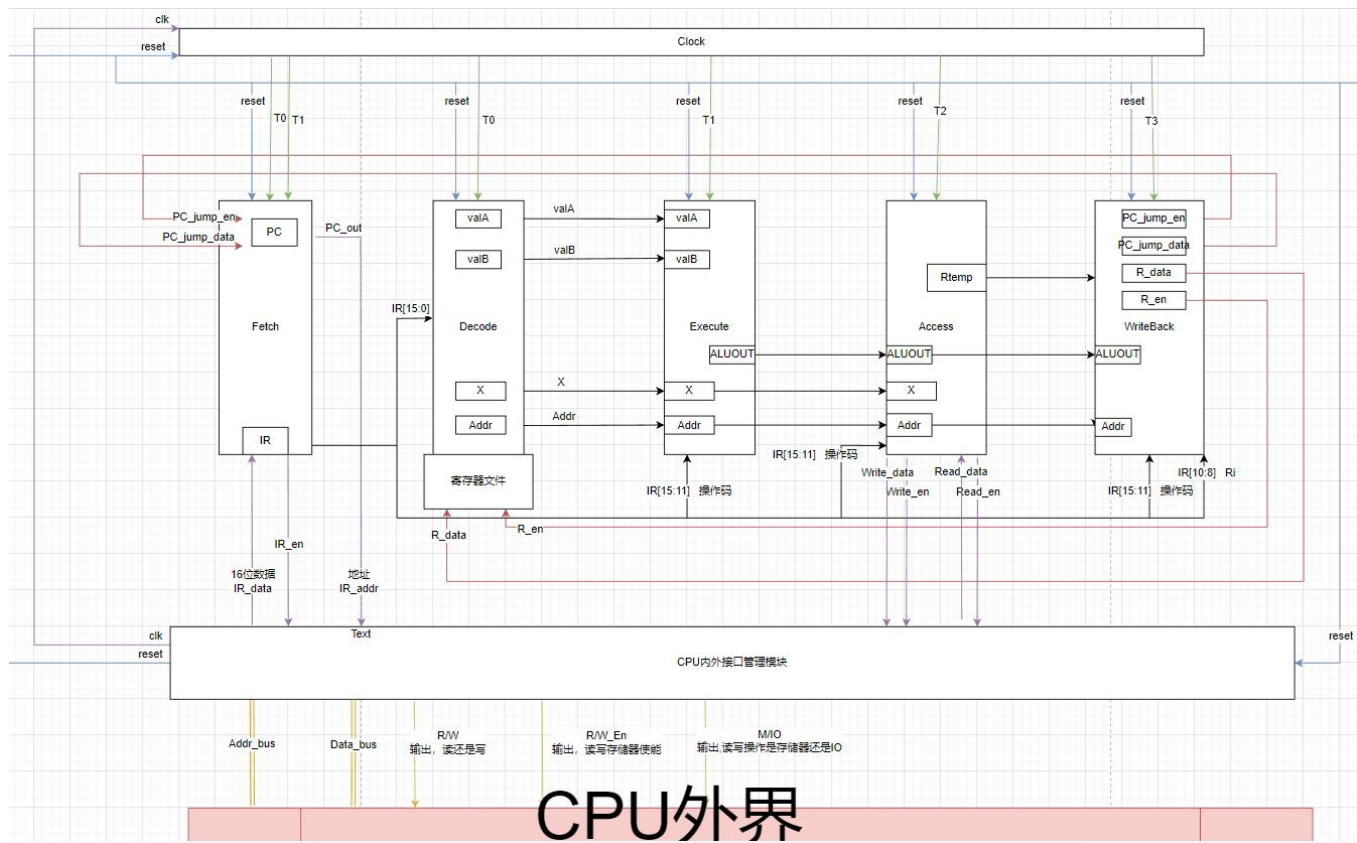 clk
Clock
reset
reset
reset
reset
reset
reset
T0
T1
T0
T1
T2
T3
PC_jump_en
PC_jump_data
PC
PC_out
valA
valA
valA
valB
valB
valB
PC_jump_en
PC_jump_data
R_data
R_en
Rtemp
IR[15:0]
Fetch
Decode
Execute
Access
WriteBack
ALUOUT
ALUOUT
ALUOUT
X
X
X
X
Addr
Addr
Addr
Addr
Addr
IR
寄存器文件
IR[15:11] 操作码
IR[15:11] 操作码
IR[15:11] 操作码
IR[10:8] Ri
Write_data
Write_en
Read_data
Read_en
R_data
R_en
IR_en
16位数据
IR_data
地址
IR_addr
clk
Text
reset
reset
CPU内外接口管理模块
Addr_bus
Data_bus
R/W
输出，读还是写
R/W_En
输出，读写存储器使能
M/IO
输出,读写操作是存储器还是IO
CPU外界